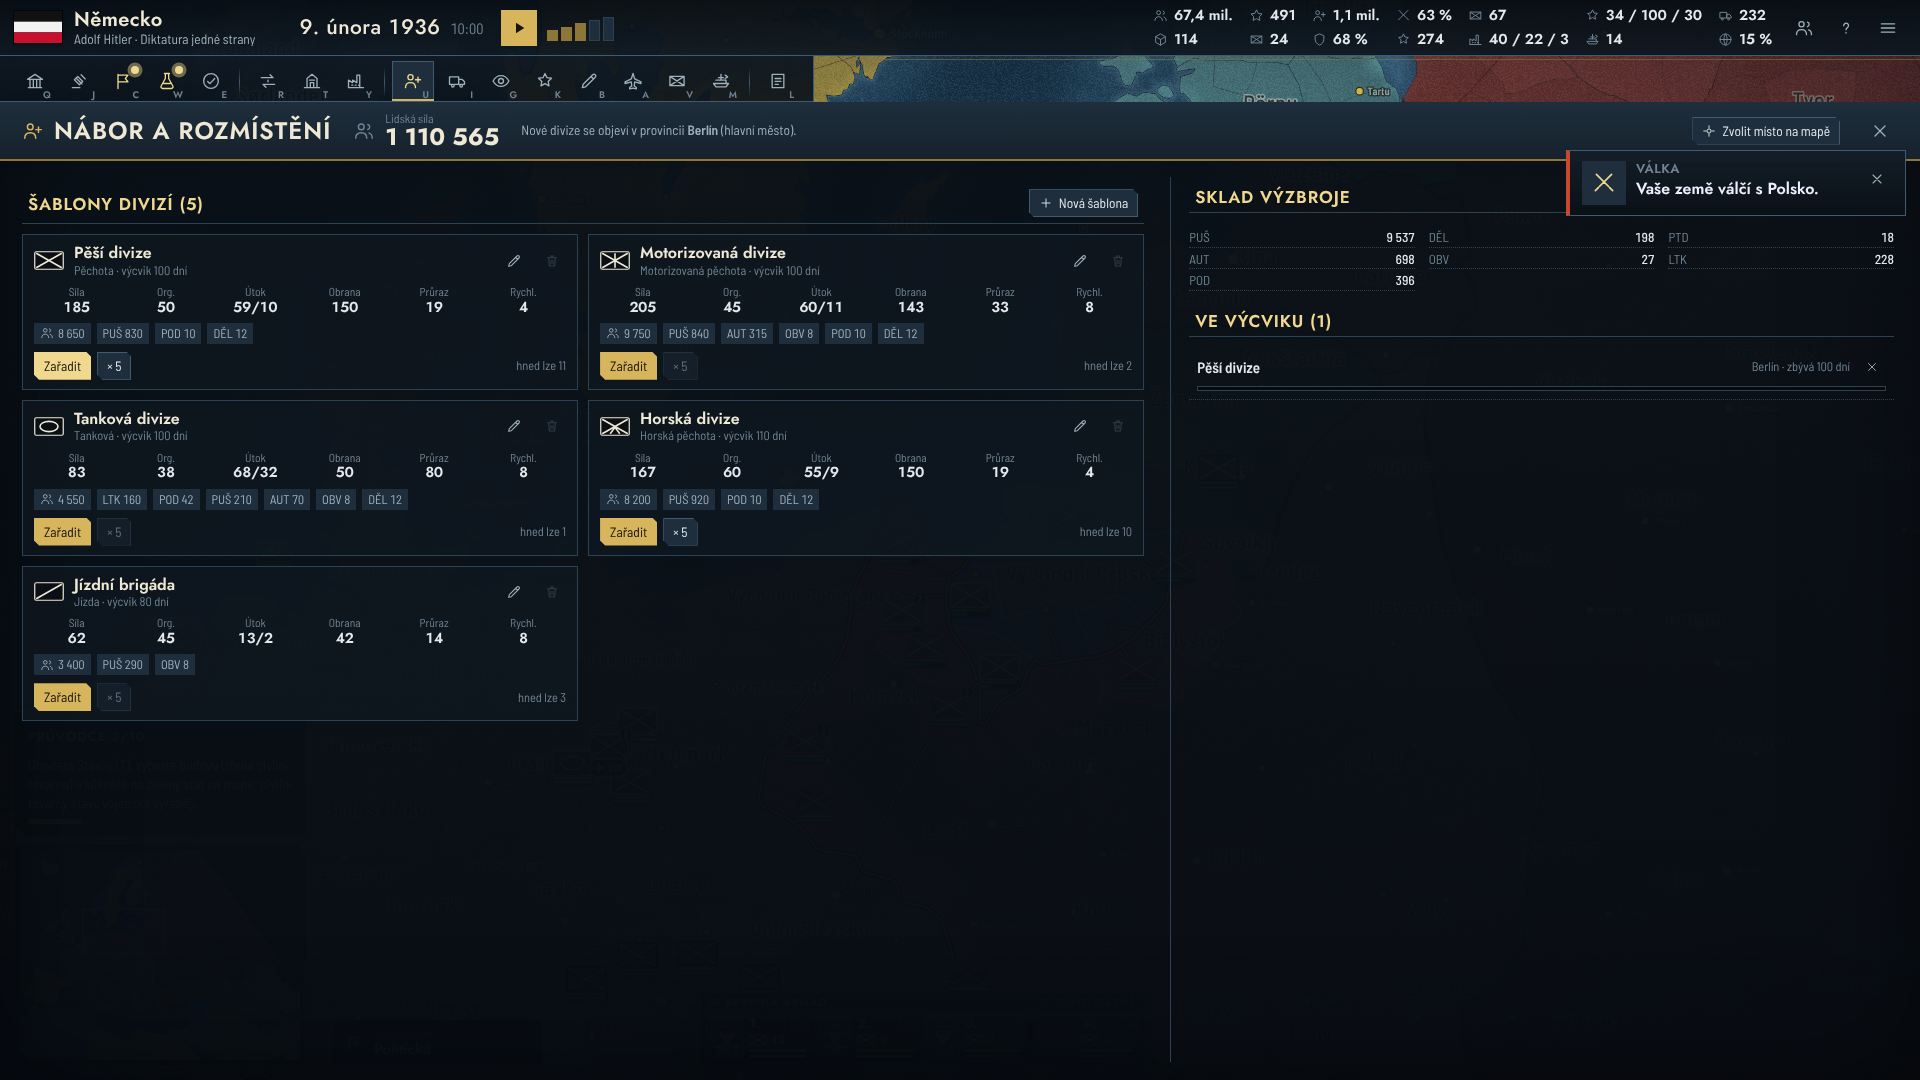 Německo
Adolf Hitler · Diktatura jedné strany
9. února 1936 10:00
67,4 mil. 491 1,1 mil. 63 % 67 34 / 100 / 30 232
114 24 68 % 274 40 / 22 / 3 14 15 %
?
Q J C W E R T Y U I G K B A V M L
Tartu
NÁBOR A ROZMÍSTĚNÍ
Lidská síla
1 110 565
Nové divize se objeví v provincii Berlín (hlavní město).
Zvolit místo na mapě
VÁLKA
Vaše země válčí s Polsko.
ŠABLONY DIVIZÍ (5)
Nová šablona
Pěší divize
Pěchota · výcvik 100 dní
Síla Org. Útok Obrana Průraz Rychl.
185 50 59/10 150 19 4
8 650 PUŠ 830 POD 10 DĚL 12
Zařadit × 5 hned lze 11
Motorizovaná divize
Motorizovaná pěchota · výcvik 100 dní
Síla Org. Útok Obrana Průraz Rychl.
205 45 60/11 143 33 8
9 750 PUŠ 840 AUT 315 OBV 8 POD 10 DĚL 12
Zařadit × 5 hned lze 2
Tanková divize
Tanková · výcvik 100 dní
Síla Org. Útok Obrana Průraz Rychl.
83 38 68/32 50 80 8
4 550 LTK 160 POD 42 PUŠ 210 AUT 70 OBV 8 DĚL 12
Zařadit × 5 hned lze 1
Horská divize
Horská pěchota · výcvik 110 dní
Síla Org. Útok Obrana Průraz Rychl.
167 60 55/9 150 19 4
8 200 PUŠ 920 POD 10 DĚL 12
Zařadit × 5 hned lze 10
Jízdní brigáda
Jízda · výcvik 80 dní
Síla Org. Útok Obrana Průraz Rychl.
62 45 13/2 42 14 8
3 400 PUŠ 290 OBV 8
Zařadit × 5 hned lze 3
SKLAD VÝZBROJE
PUŠ 9 537 DĚL 198 PTD 18
AUT 698 OBV 27 LTK 228
POD 396
VE VÝCVIKU (1)
Pěší divize Berlín · zbývá 100 dní